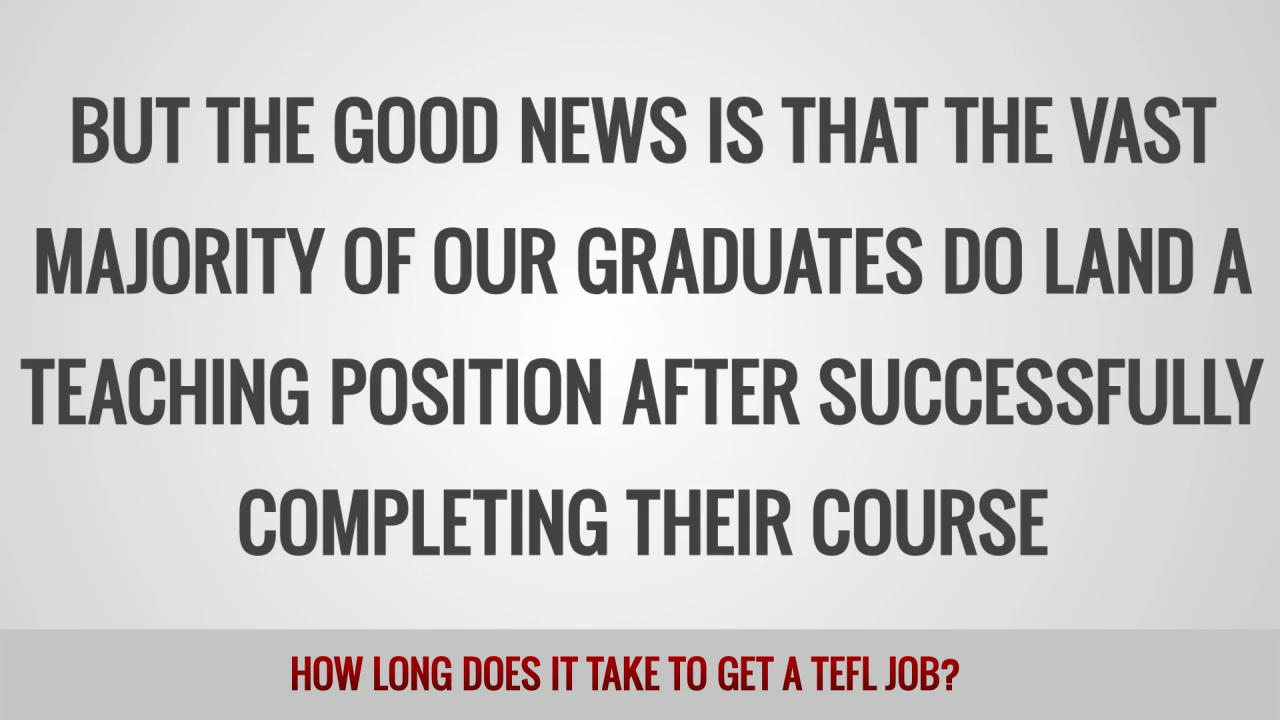 BUT THE GOOD NEWS IS THAT THE VAST
MAJORITY OF OUR GRADUATES DO LAND A
TEACHING POSITION AFTER SUCCESSFULLY
COMPLETING THEIR COURSE
HOW LONG DOES IT TAKE TO GET A TEFL JOB?